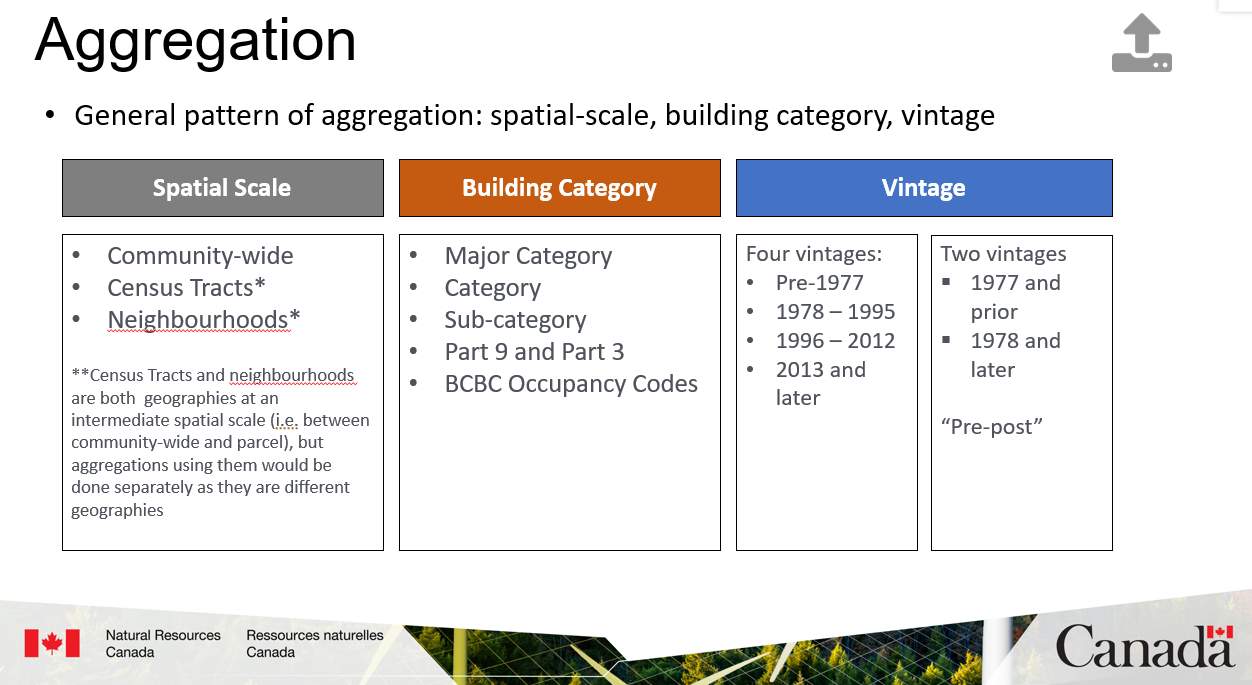 Aggregation
• General pattern of aggregation: spatial-scale, building category, vintage
Spatial Scale
• Community-wide
• Census Tracts*
• Neighbourhoods*
**Census Tracts and neighbourhoods
are both  geographies at an
intermediate spatial scale (i.e. between
community-wide and parcel), but
aggregations using them would be
done separately as they are different
geographies
Building Category
• Major Category
• Category
• Sub-category
• Part 9 and Part 3
• BCBC Occupancy Codes
Vintage
Four vintages:
• Pre-1977
• 1978 – 1995
• 1996 – 2012
• 2013 and
later
Two vintages
▪ 1977 and
prior
▪ 1978 and
later
“Pre-post”
Natural Resources
Canada
Ressources naturelles
Canada
Canada